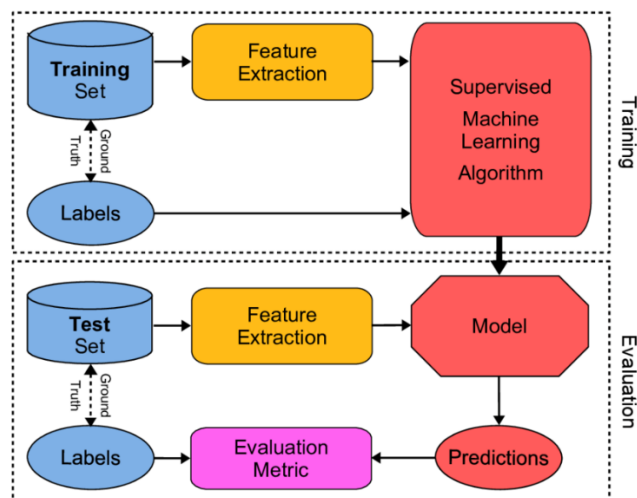 Training
Set
Feature
Extraction
Supervised
Machine
Learning
Algorithm
Ground
Truth
Labels
Training
Test
Set
Feature
Extraction
Model
Ground
Truth
Labels
Evaluation
Metric
Predictions
Evaluation